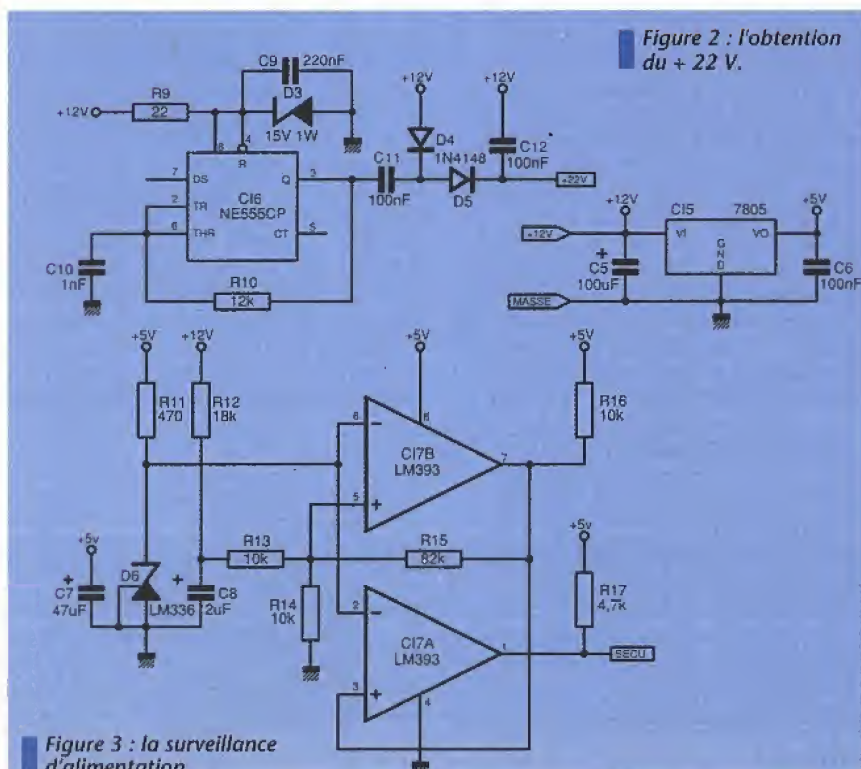 Figure 2 : l'obtention
du + 22 V.
C9
220nF
D3
15V 1W
+12V
R9
22
8
4
R
7
DS
2
TR
6
THR
CI6
NE555CP
Q
3
CT
5
C10
1nF
R10
12k
C11
100nF
+12V
D4
1N4148
D5
+12V
C12
100nF
+22V
+12V
+12V
CI5
7805
VI
GND
VO
+5V
C5
100uF
C6
100nF
MASSE
+5V
R11
470
+12V
R12
18k
+5V
8
6
5
CI7B
LM393
7
+5V
R16
10k
R13
10k
R15
82k
+5v
C7
47uF
D6
LM336
C8
2uF
R14
10k
2
3
CI7A
LM393
1
4
+5v
R17
4,7k
SECU
Figure 3 : la surveillance
d'alimentation